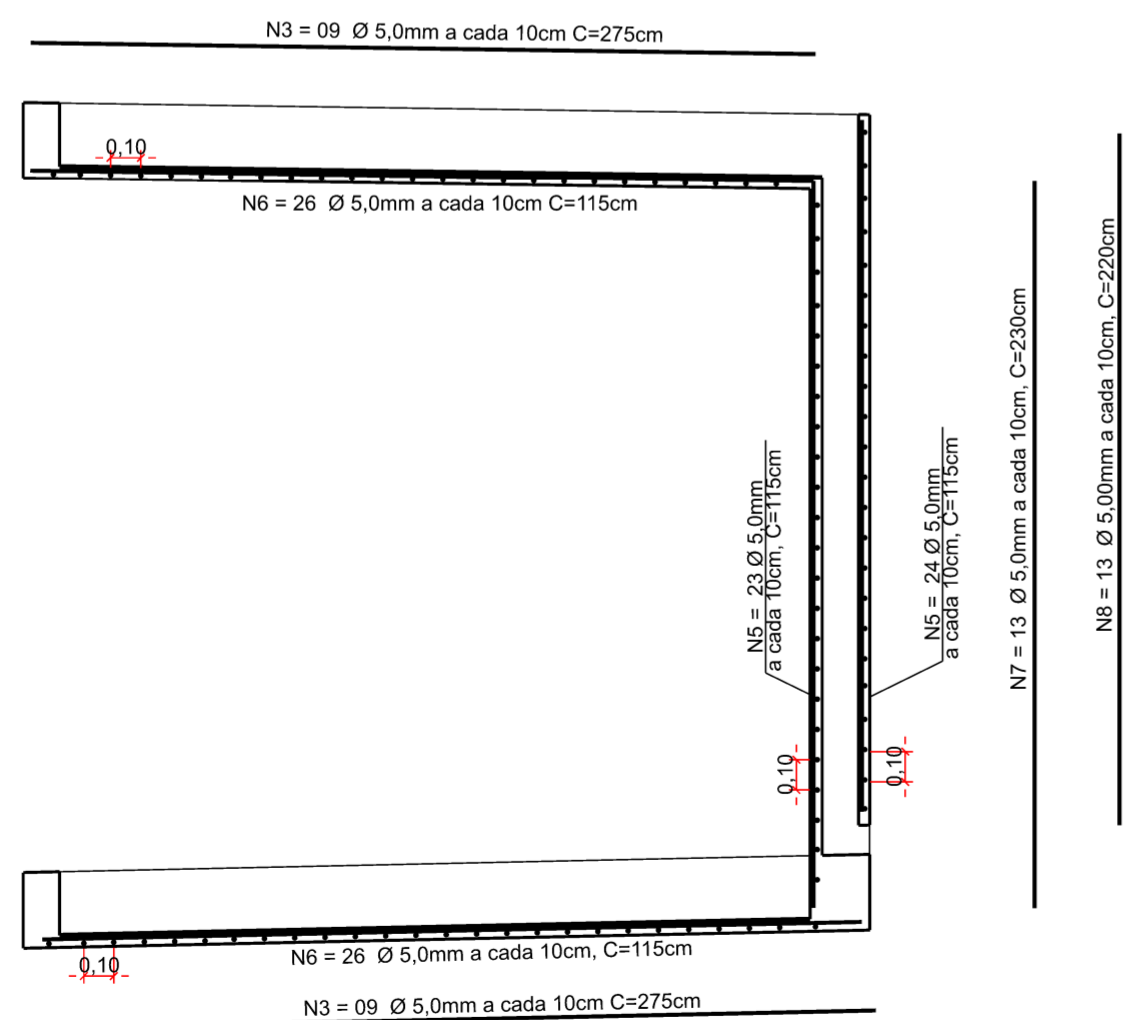 N3 = 09 Ø 5,0mm a cada 10cm C=275cm
0,10
N6 = 26 Ø 5,0mm a cada 10cm C=115cm
N5 = 23 Ø 5,0mm
a cada 10cm, C=115cm
N5 = 24 Ø 5,0mm
a cada 10cm, C=115cm
N7 = 13 Ø 5,0mm a cada 10cm, C=230cm
N8 = 13 Ø 5,00mm a cada 10cm, C=220cm
0,10
0,10
N6 = 26 Ø 5,0mm a cada 10cm, C=115cm
0,10
N3 = 09 Ø 5,0mm a cada 10cm C=275cm